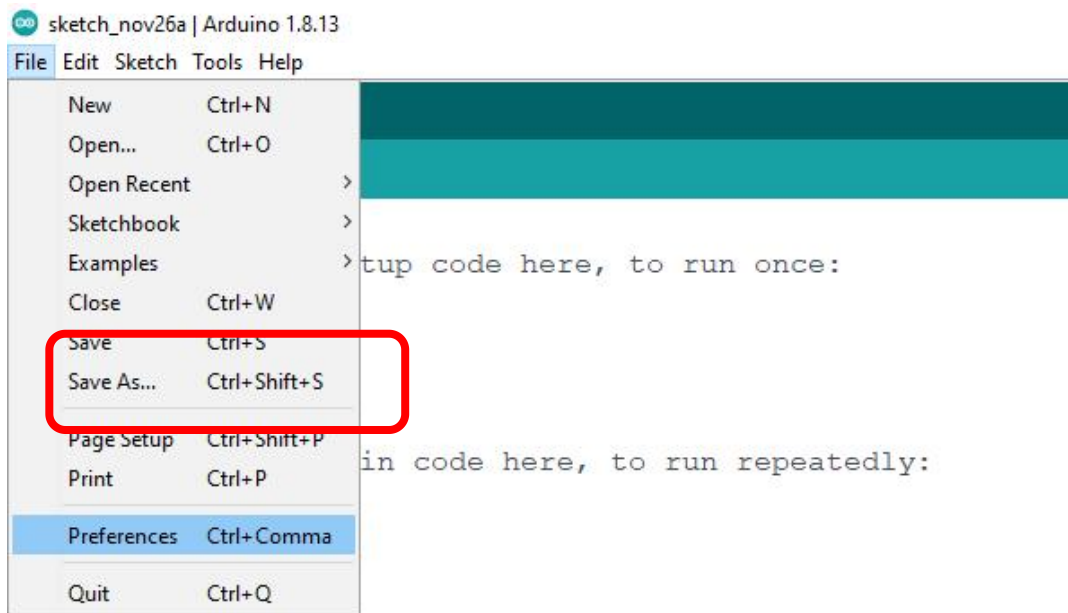 sketch_nov26a | Arduino 1.8.13
File Edit Sketch Tools Help
New Ctrl+N
Open... Ctrl+O
Open Recent
Sketchbook
Examples
tup code here, to run once:
Close Ctrl+W
Save Ctrl+S
Save As... Ctrl+Shift+S
Page Setup Ctrl+Shift+P
in code here, to run repeatedly:
Print Ctrl+P
Preferences Ctrl+Comma
Quit Ctrl+Q